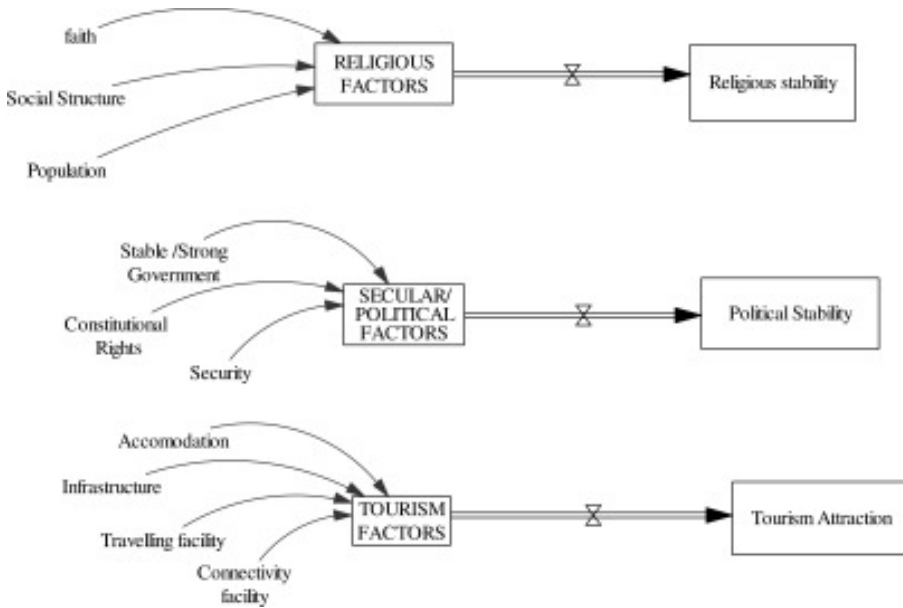 faith
Social Structure
Population
RELIGIOUS
FACTORS
Religious stability
Stable /Strong
Government
Constitutional
Rights
Security
SECULAR/
POLITICAL
FACTORS
Political Stability
Accomodation
Infrastructure
Travelling facility
Connectivity
facility
TOURISM
FACTORS
Tourism Attraction